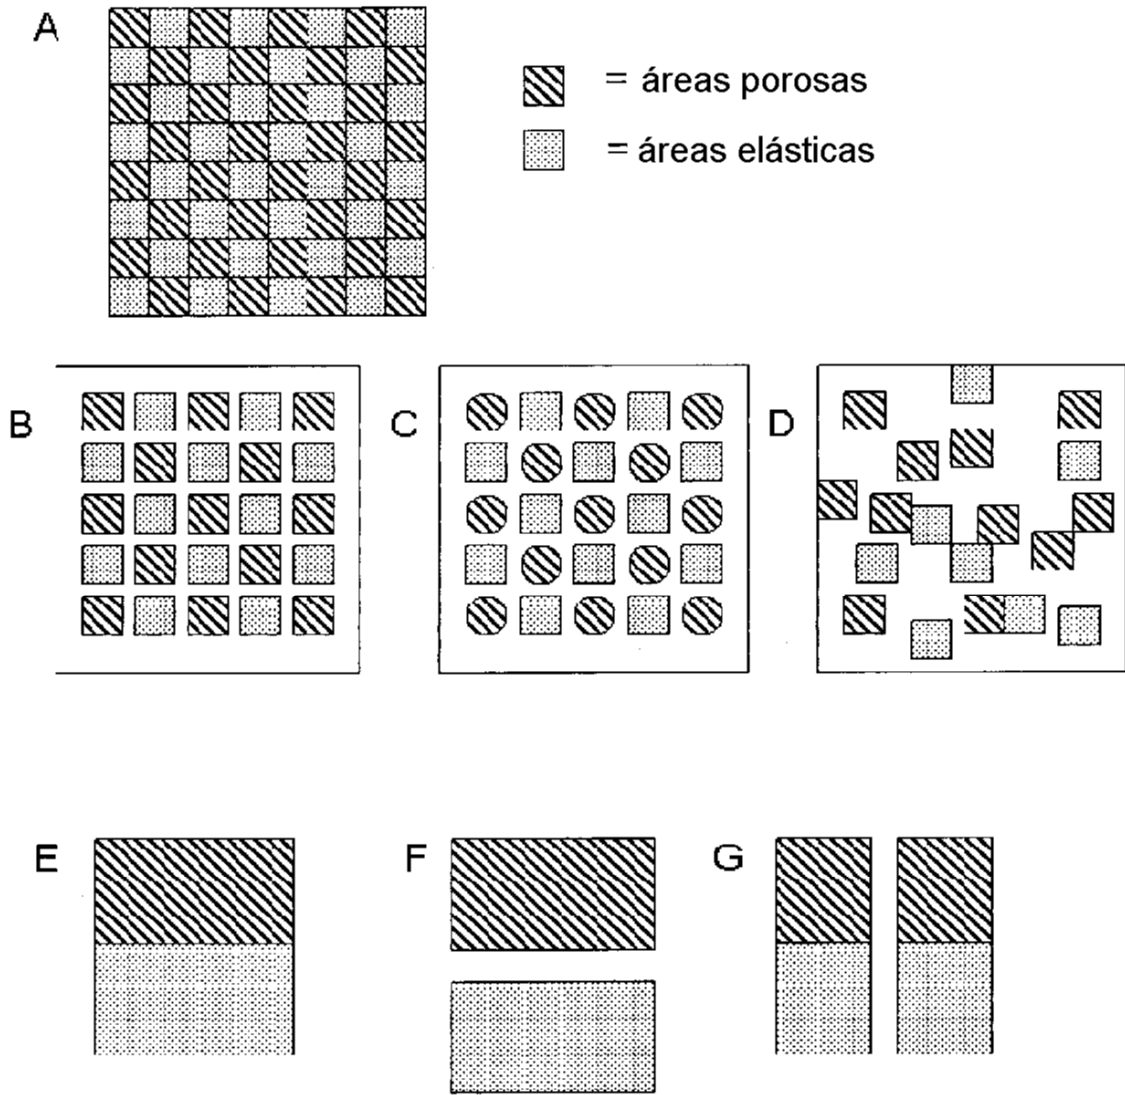 A
= áreas porosas
= áreas elásticas
B
C
D
E
F
G